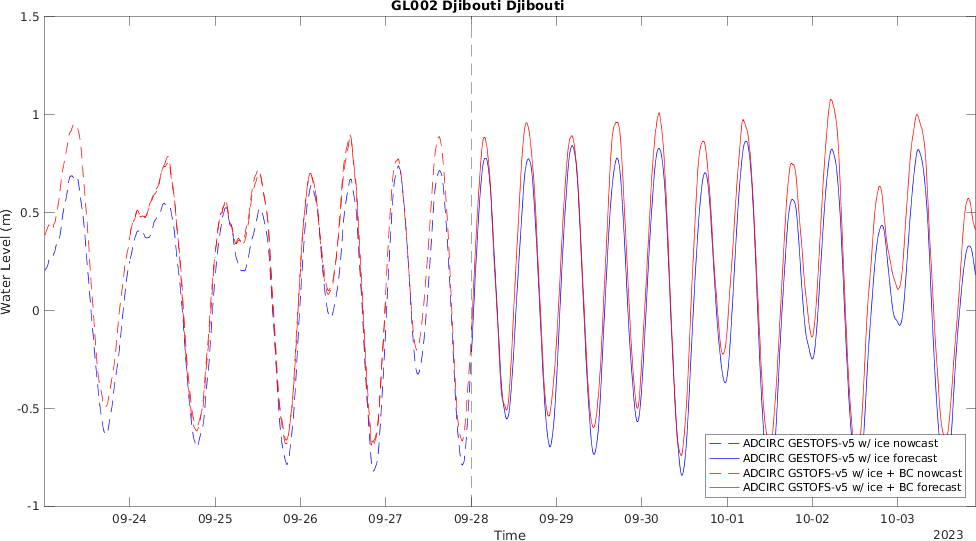 GL002 Djibouti Djibouti
1.5
1
0.5
0
-0.5
-1
Water Level (m)
09-24 09-25 09-26 09-27 09-28 09-29 09-30 10-01 10-02 10-03
Time
2023
ADCIRC GESTOFS-v5 w/ ice nowcast
ADCIRC GESTOFS-v5 w/ ice forecast
ADCIRC GSTOFS-v5 w/ ice + BC nowcast
ADCIRC GSTOFS-v5 w/ ice + BC forecast